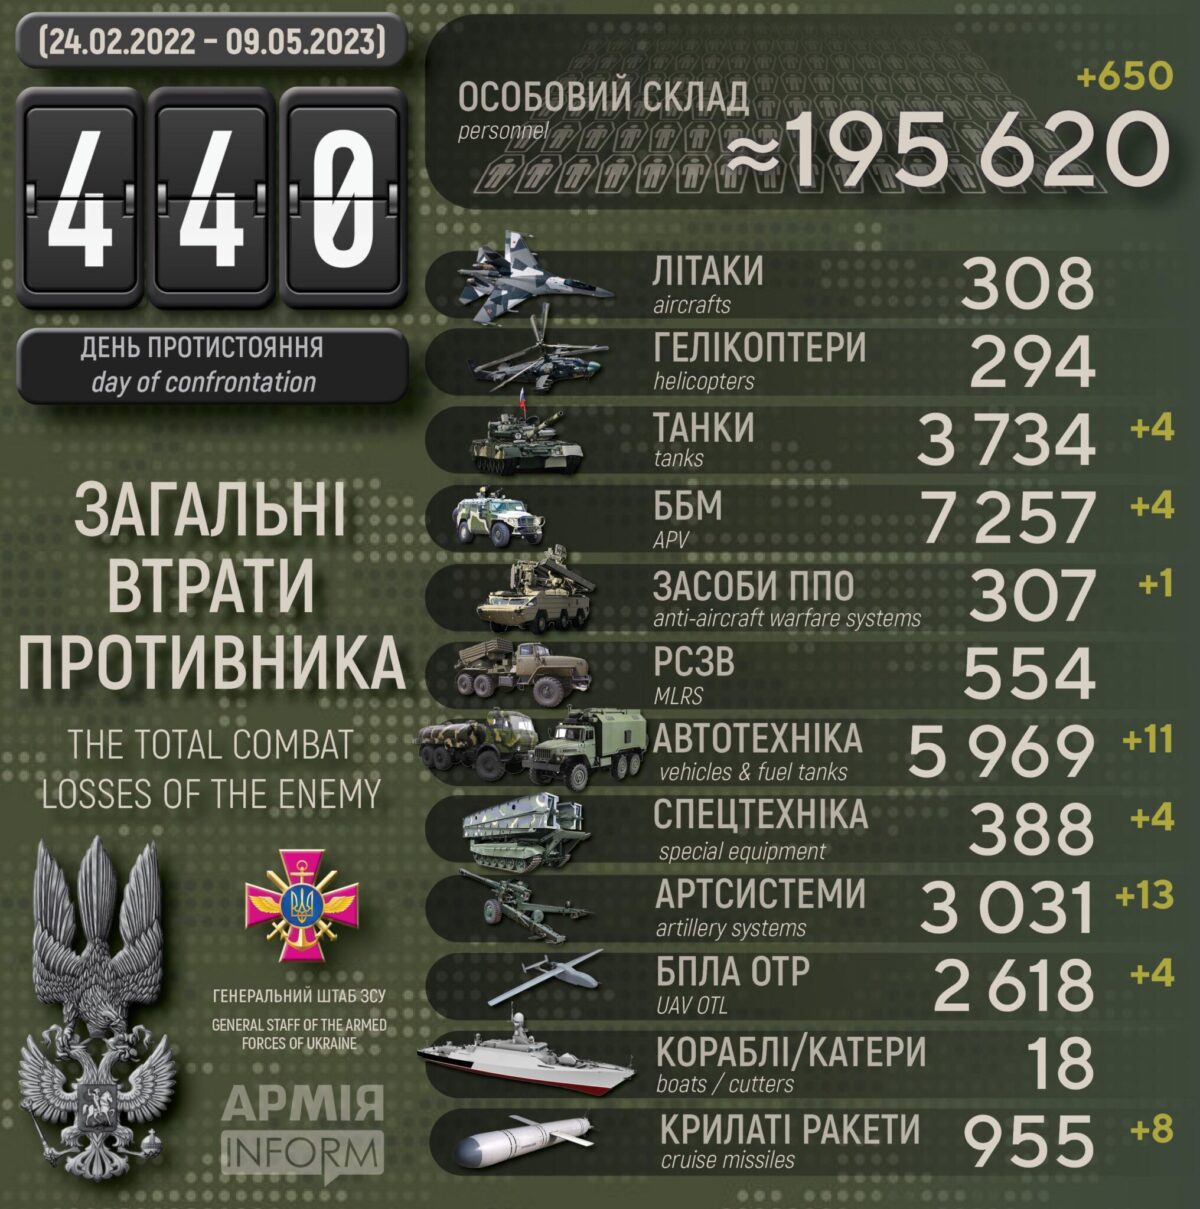 (24.02.2022 – 09.05.2023)
440
ДЕНЬ ПРОТИСТОЯННЯ
day of confrontation
ЗАГАЛЬНІ
ВТРАТИ
ПРОТИВНИКА
THE TOTAL COMBAT
LOSSES OF THE ENEMY
ГЕНЕРАЛЬНИЙ ШТАБ ЗСУ
GENERAL STAFF OF THE ARMED
FORCES OF UKRAINE
АРМІЯ
INFORM
ОСОБОВИЙ СКЛАД
personnel
≈195 620 +650
ЛІТАКИ 308
aircrafts
ГЕЛІКОПТЕРИ 294
helicopters
ТАНКИ 3 734 +4
tanks
ББМ 7 257 +4
APV
ЗАСОБИ ППО 307 +1
anti-aircraft warfare systems
РСЗВ 554
MLRS
АВТОТЕХНІКА 5 969 +11
vehicles & fuel tanks
СПЕЦТЕХНІКА 388 +4
special equipment
АРТСИСТЕМИ 3 031 +13
artillery systems
БПЛА ОТР 2 618 +4
UAV OTL
КОРАБЛІ/КАТЕРИ 18
boats / cutters
КРИЛАТІ РАКЕТИ 955 +8
cruise missiles